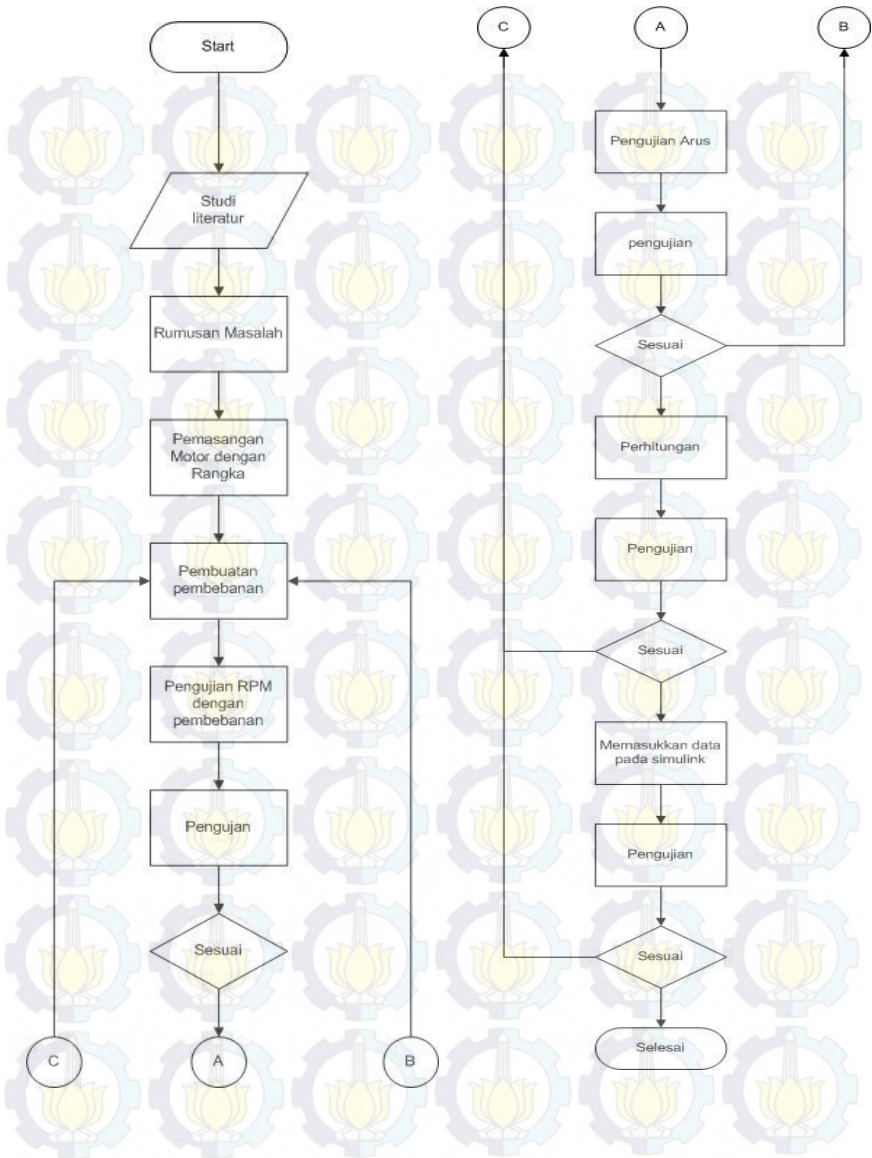 Start
Studi
literatur
Rumusan Masalah
Pemasangan
Motor dengan
Rangka
Pembuatan
pembebanan
Pengujian RPM
dengan
pembebanan
Pengujan
Sesuai
C
A
B
C
A
B
Pengujian Arus
pengujian
Sesuai
Perhitungan
Pengujian
Sesuai
Memasukkan data
pada simulink
Pengujian
Sesuai
Selesai